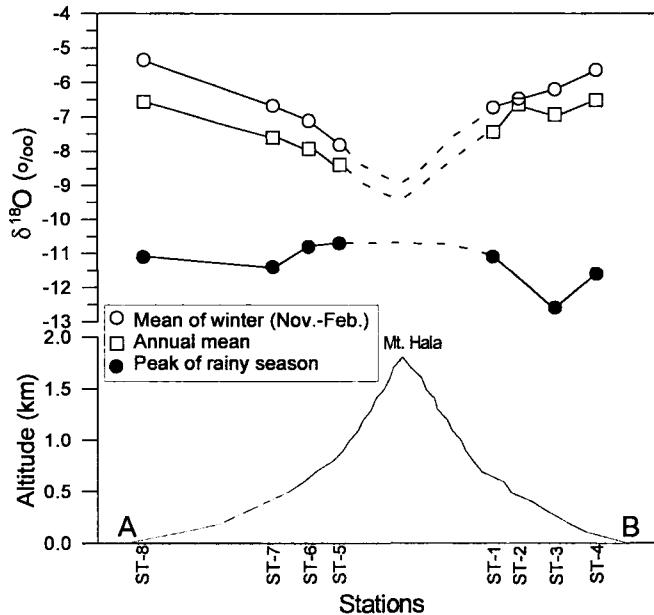 -4
-5
-6
-7
-8
-9
-10
-11
-12
-13
δ18O (o/oo)
Mean of winter (Nov.-Feb.)
Annual mean
Peak of rainy season
Mt. Hala
2.0
1.5
1.0
0.5
0.0
Altitude (km)
A
B
ST-8
ST-7
ST-6
ST-5
ST-1
ST-2
ST-3
ST-4
Stations